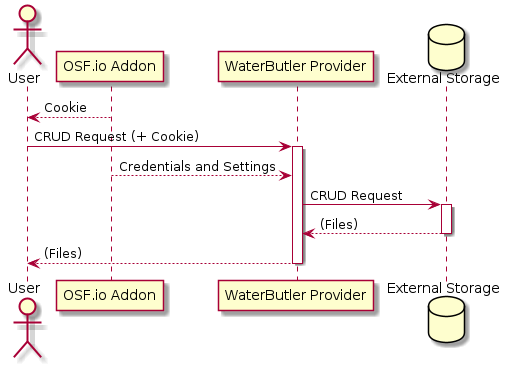 User
OSF.io Addon
WaterButler Provider
External Storage
Cookie
CRUD Request (+ Cookie)
Credentials and Settings
CRUD Request
(Files)
(Files)
User
OSF.io Addon
WaterButler Provider
External Storage